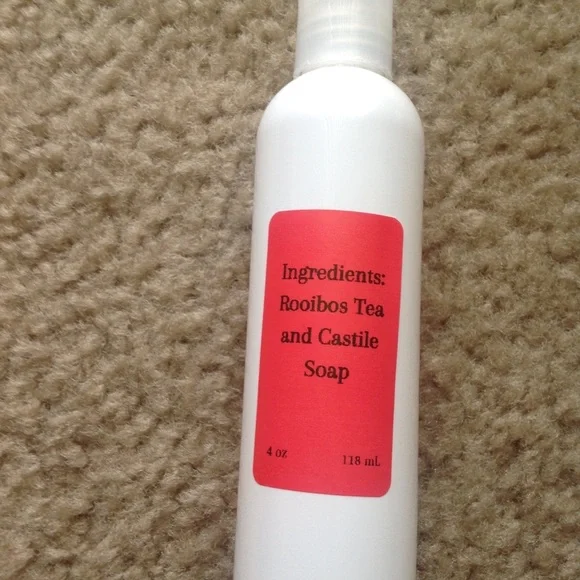 Ingredients:
Rooibos Tea
and Castile
Soap
4 oz 118 mL